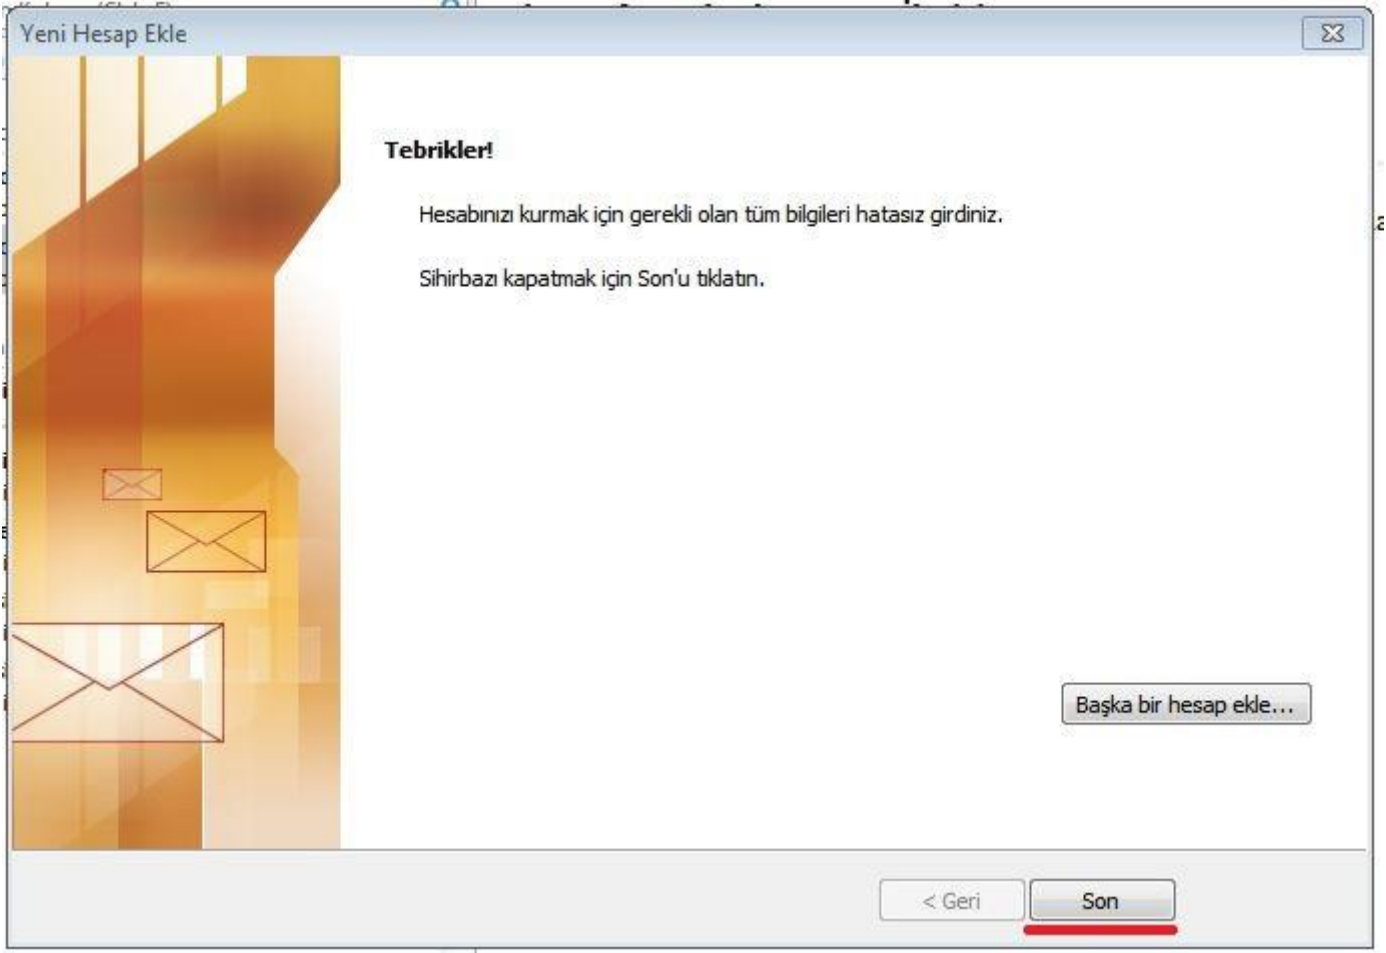 Yeni Hesap Ekle
Tebrikler!
Hesabınızı kurmak için gerekli olan tüm bilgileri hatasız girdiniz.
Sihirbazı kapatmak için Son'u tıklatın.
Başka bir hesap ekle...
< Geri
Son